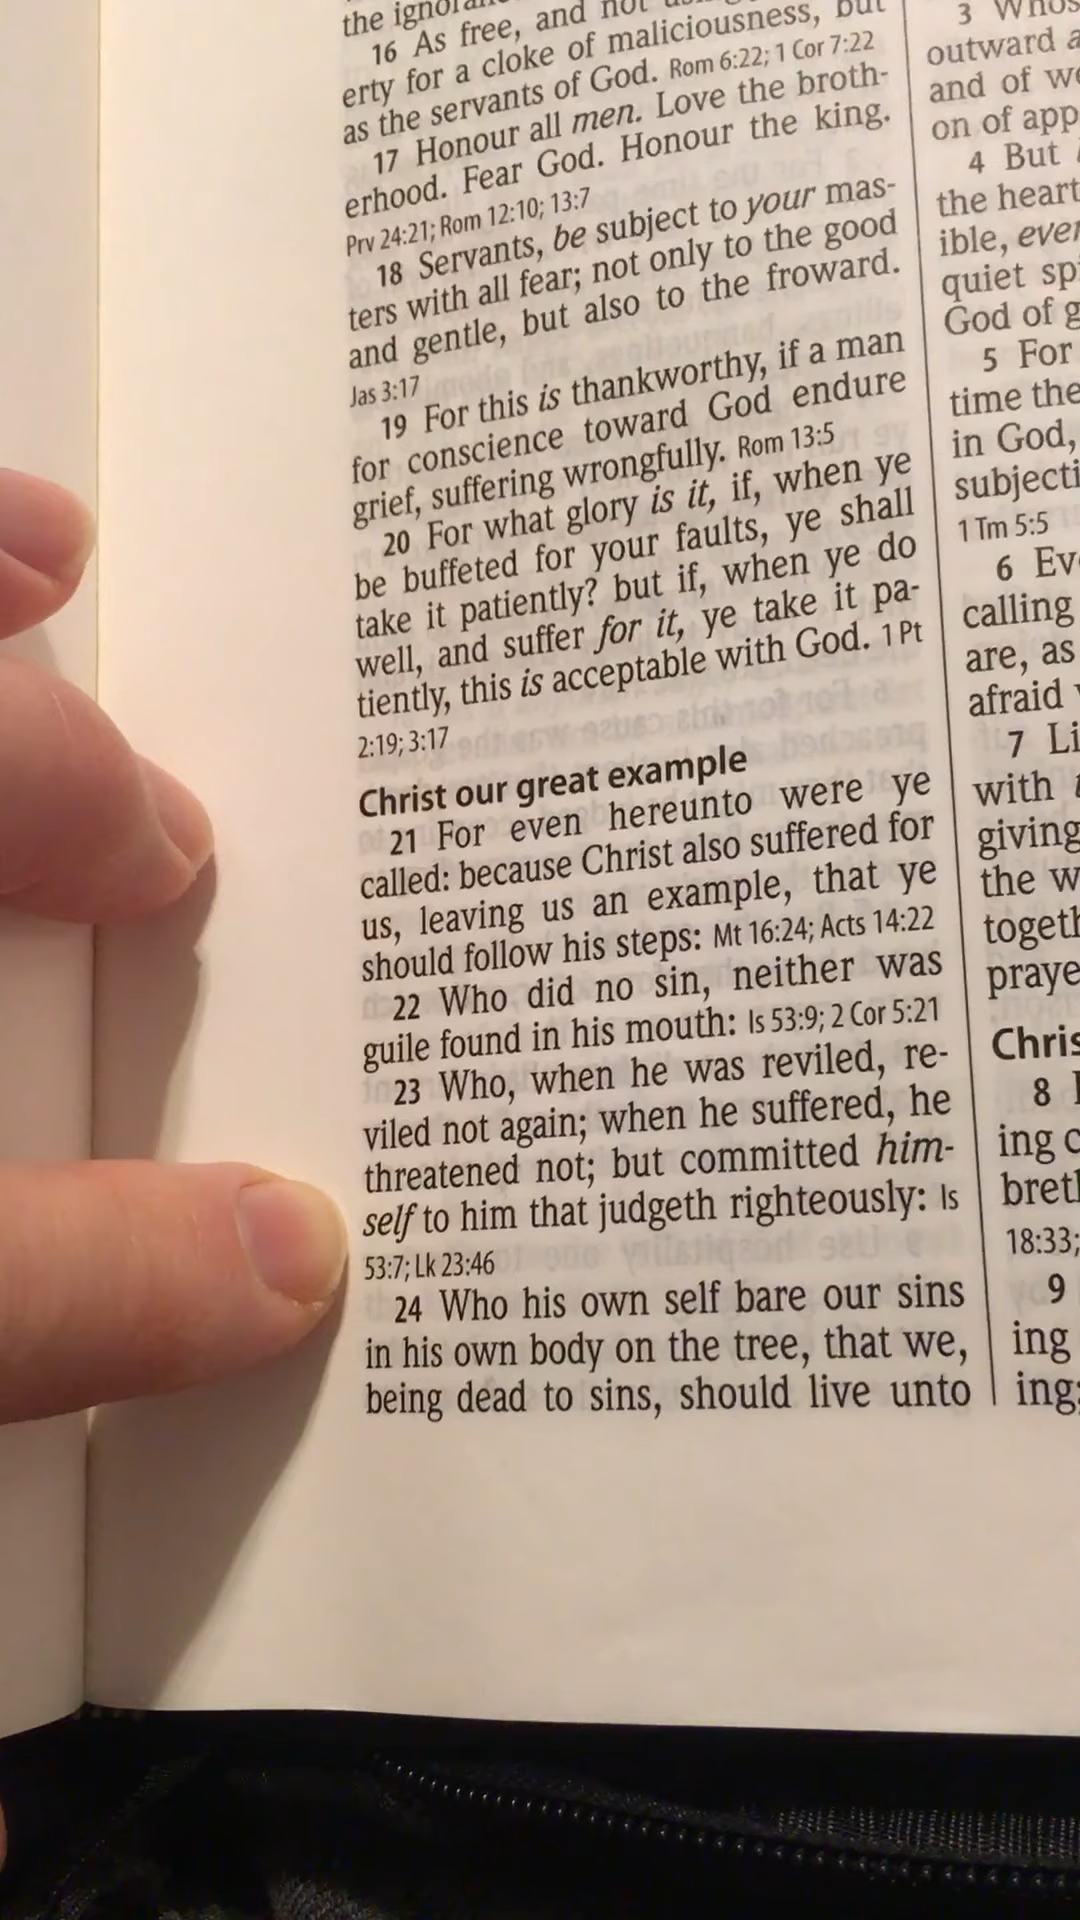 the
16 As free, and not
erty for a cloke of maliciousness, but
as the servants of God. Rom 6:22; 1 Cor 7:22
17 Honour all men. Love the broth-
erhood. Fear God. Honour the king.
Prv 24:21; Rom 12:10; 13:7
18 Servants, be subject to your mas-
ters with all fear; not only to the good
and gentle, but also to the froward.
Jas 3:17
19 For this is thankworthy, if a man
for conscience toward God endure
grief, suffering wrongfully. Rom 13:5
20 For what glory is it, if, when ye
be buffeted for your faults, ye shall
take it patiently? but if, when ye do
well, and suffer for it, ye take it pa-
tiently, this is acceptable with God. 1 Pt
2:19; 3:17
Christ our great example
21 For even hereunto were ye
called: because Christ also suffered for
us, leaving us an example, that ye
should follow his steps: Mt 16:24; Acts 14:22
22 Who did no sin, neither was
guile found in his mouth: Is 53:9; 2 Cor 5:21
23 Who, when he was reviled, re-
viled not again; when he suffered, he
threatened not; but committed him-
self to him that judgeth righteously: Is
53:7; Lk 23:46
24 Who his own self bare our sins
in his own body on the tree, that we,
being dead to sins, should live unto
3
outward
and of
on of
4 But
the heart
ible,
quiet
God of
5 For
time the
in God,
subjecti
1 Tm 5:5
6
calling
are, as
afraid
7
with
giving
the
8
ing
18:33;
9
ing
ing;